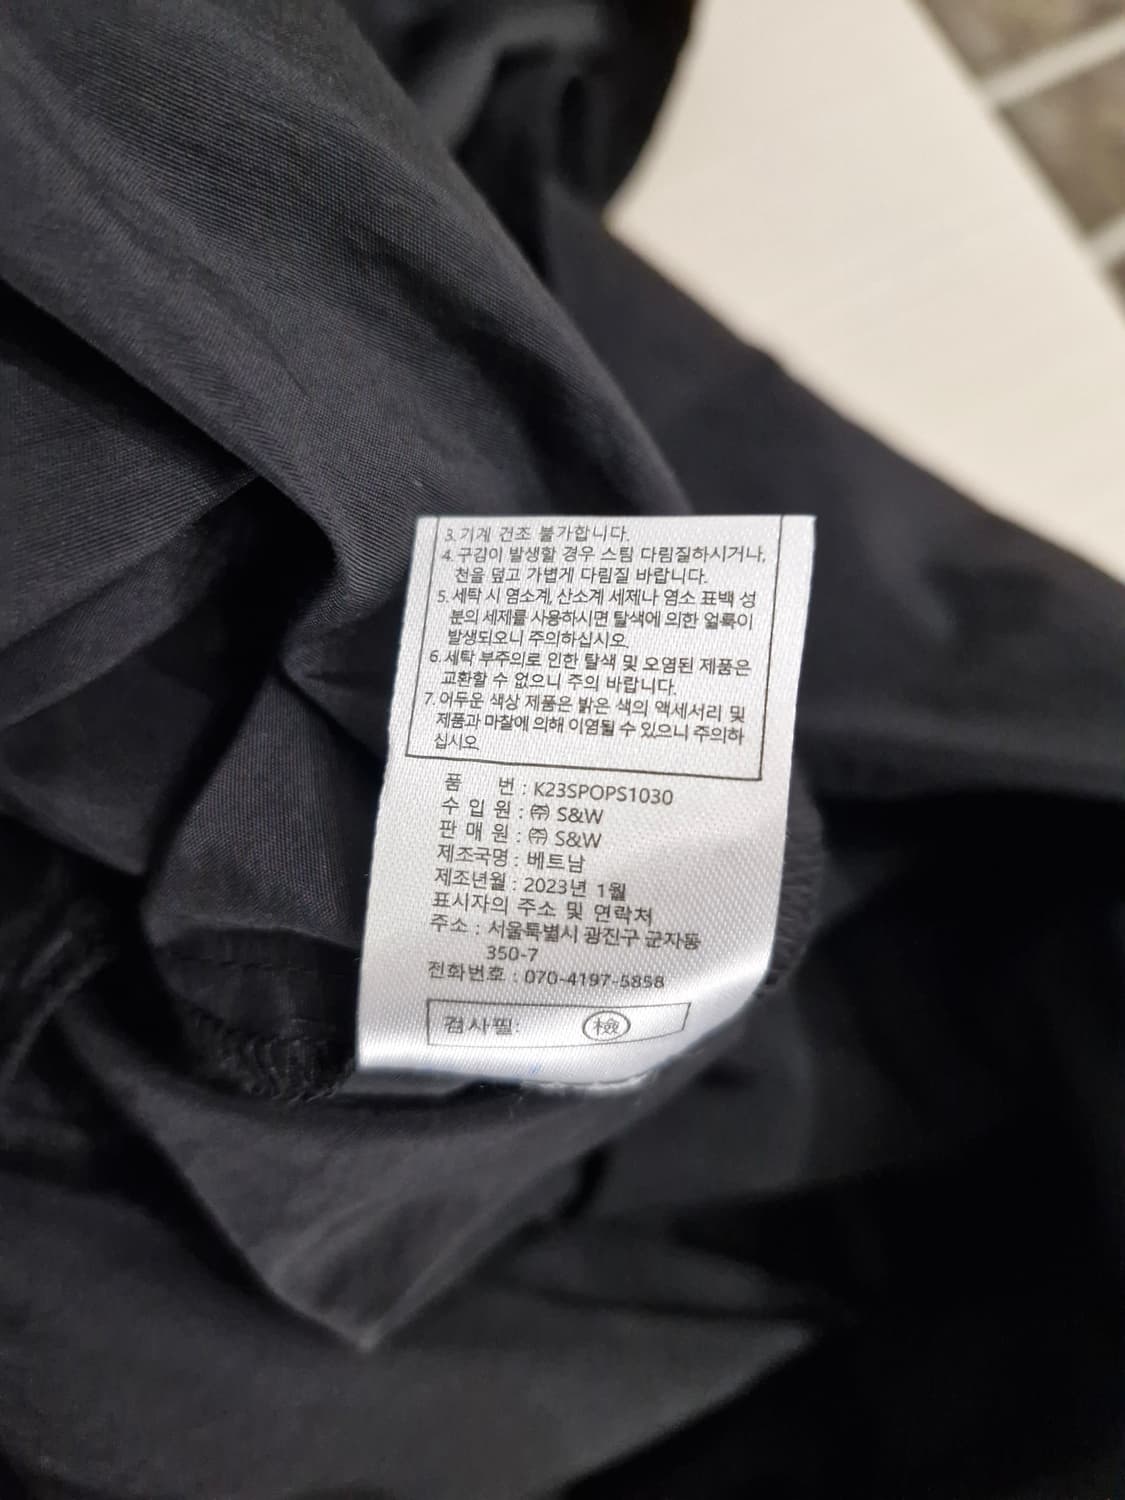 3. 기계 건조 불가합니다.
4. 구김이 발생할 경우 스팀 다림질하시거나,
천을 덮고 가볍게 다림질 바랍니다.
5. 세탁 시 염소계, 산소계 세제나 염소 표백 성
분의 세제를 사용하시면 탈색에 의한 얼룩이
발생되오니 주의하십시오.
6. 세탁 부주의로 인한 탈색 및 오염된 제품은
교환할 수 없으니 주의 바랍니다.
7. 어두운 색상 제품은 밝은 색의 액세서리 및
제품과 마찰에 의해 이염될 수 있으니 주의하
십시오.
품 번 : K23SPOPS1030
수 입 원 : ㈜ S&W
판 매 원 : ㈜ S&W
제조국명 : 베트남
제조년월 : 2023년 1월
표시자의 주소 및 연락처
주소 : 서울특별시 광진구 군자동
350-7
전화번호 : 070-4197-5858
검사필: 檢